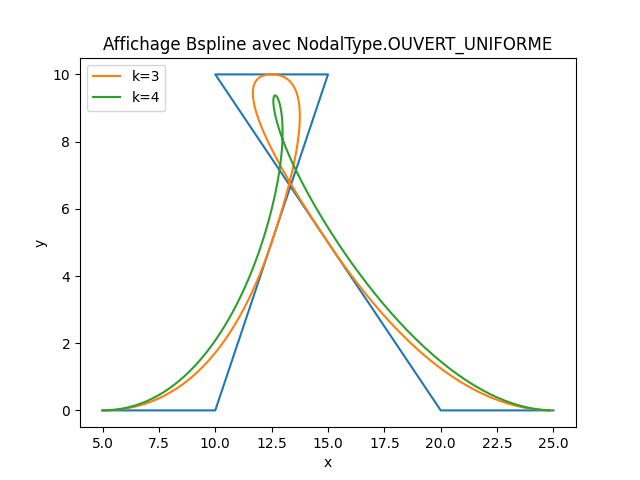 Affichage Bspline avec NodalType.OUVERT_UNIFORME
k=3
k=4
10
8
6
4
2
0
y
5.0 7.5 10.0 12.5 15.0 17.5 20.0 22.5 25.0
x